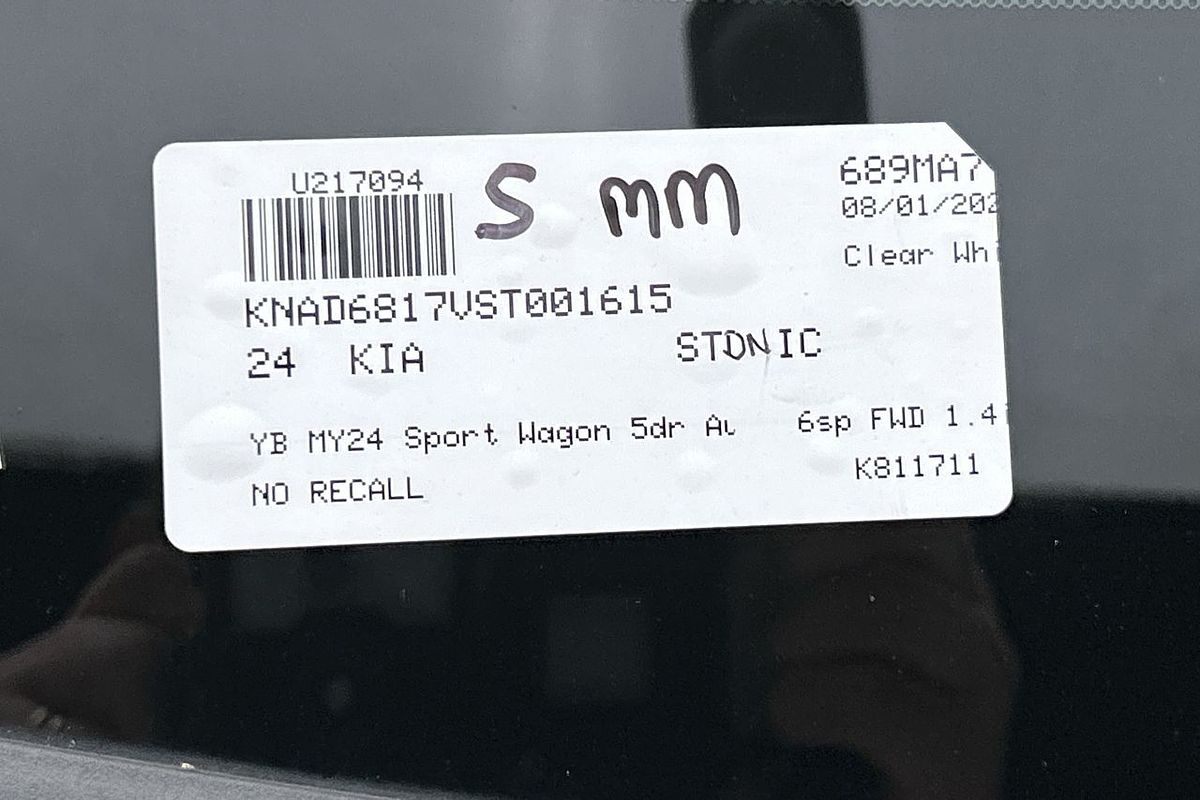 U217094 S MM 689MA7
08/01/202
Clear Whi
KNAD6817VST001615
24 KIA STONIC
YB MY24 Sport Wagon 5dr Au 6sp FWD 1.4
K811711
NO RECALL